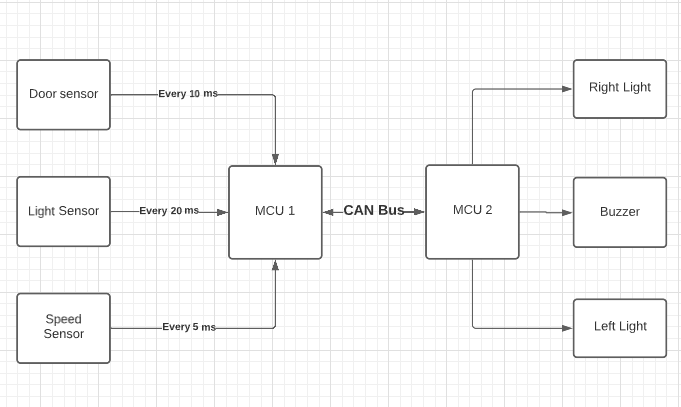 Door sensor
Every 10 ms
Right Light
Light Sensor
Every 20 ms
MCU 1
CAN Bus
MCU 2
Buzzer
Speed
Sensor
Every 5 ms
Left Light